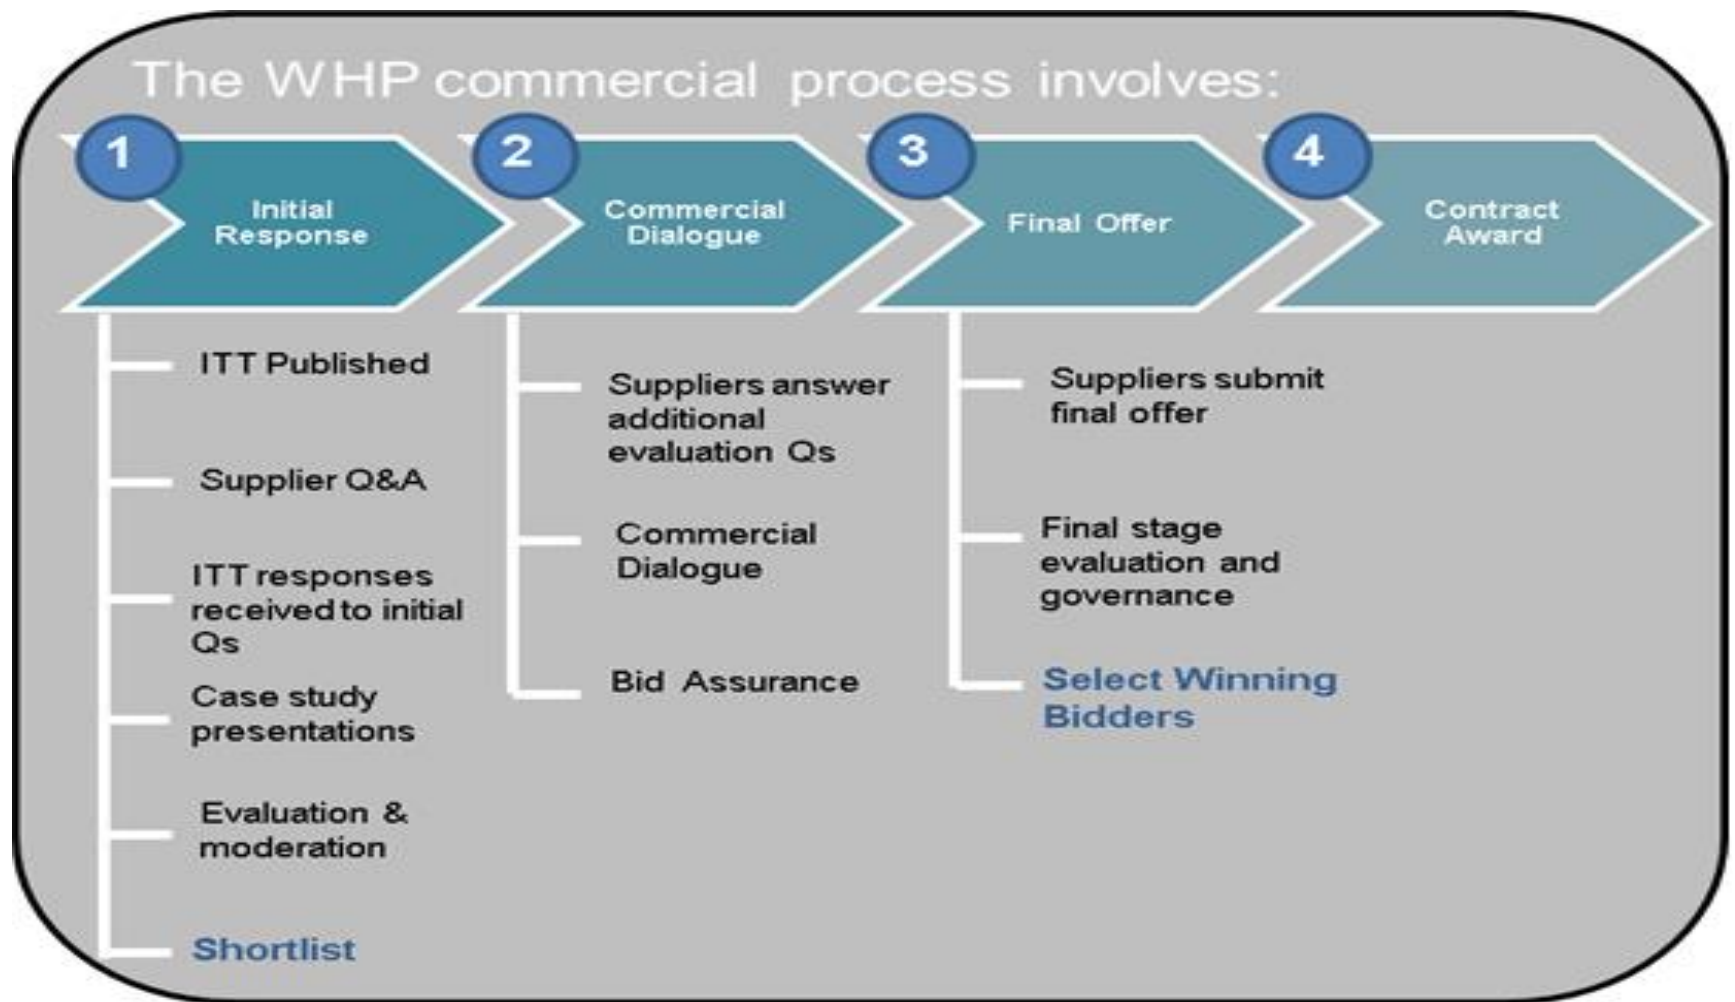 The WHP commercial process involves:
1
Initial
Response
2
Commercial
Dialogue
3
Final Offer
4
Contract
Award
ITT Published
Supplier Q&A
ITT responses
received to initial
Qs
Case study
presentations
Evaluation &
moderation
Shortlist
Suppliers answer
additional
evaluation Qs
Commercial
Dialogue
Bid Assurance
Suppliers submit
final offer
Final stage
evaluation and
governance
Select Winning
Bidders